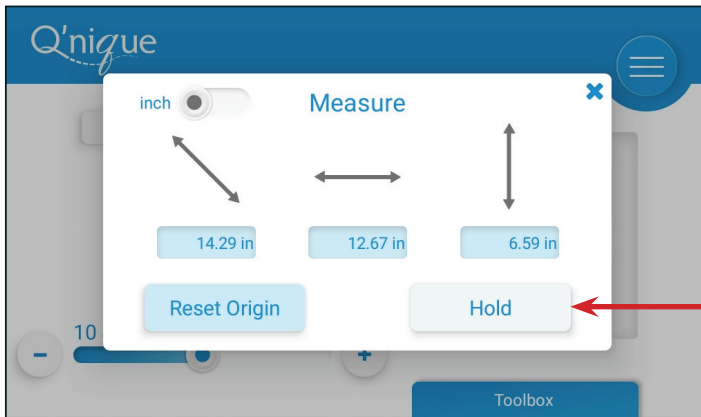 Q'nique
inch
Measure
14.29 in
12.67 in
6.59 in
Reset Origin
Hold
10
Toolbox